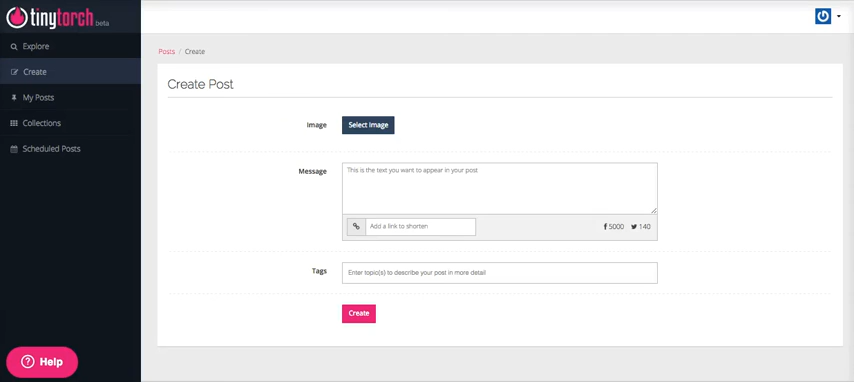 tinytorch beta
Explore
Create
My Posts
Collections
Scheduled Posts
Help
Posts / Create
Create Post
Image
Select Image
Message
This is the text you want to appear in your post
Add a link to shorten
5000 140
Tags
Enter topic(s) to describe your post in more detail
Create